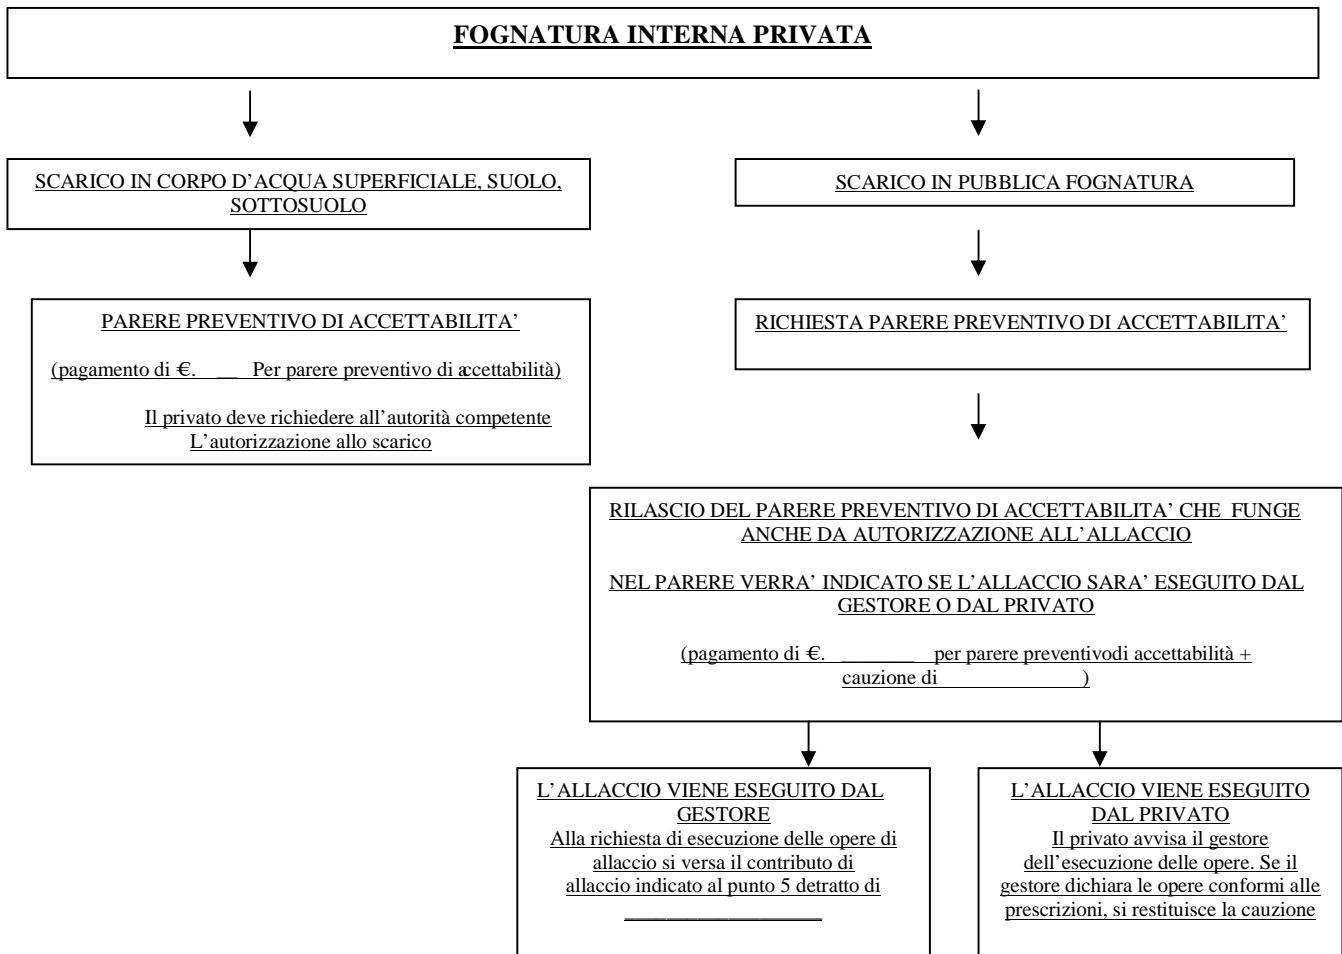 FOGNATURA INTERNA PRIVATA
SCARICO IN CORPO D’ACQUA SUPERFICIALE, SUOLO,
SOTTOSUOLO
SCARICO IN PUBBLICA FOGNATURA
PARERE PREVENTIVO DI ACCETTABILITA’
(pagamento di €. __ Per parere preventivo di accettabilità)
Il privato deve richiedere all’autorità competente
L’autorizzazione allo scarico
RICHIESTA PARERE PREVENTIVO DI ACCETTABILITA’
RILASCIO DEL PARERE PREVENTIVO DI ACCETTABILITA’ CHE FUNGE
ANCHE DA AUTORIZZAZIONE ALL’ALLACCIO
NEL PARERE VERRA’ INDICATO SE L’ALLACCIO SARA’ ESEGUITO DAL
GESTORE O DAL PRIVATO
(pagamento di €. _______ per parere preventivodi accettabilità +
cauzione di )
L’ALLACCIO VIENE ESEGUITO DAL
GESTORE
Alla richiesta di esecuzione delle opere di
allaccio si versa il contributo di
allaccio indicato al punto 5 detratto di
___________________
L’ALLACCIO VIENE ESEGUITO
DAL PRIVATO
Il privato avvisa il gestore
dell’esecuzione delle opere. Se il
gestore dichiara le opere conformi alle
prescrizioni, si restituisce la cauzione